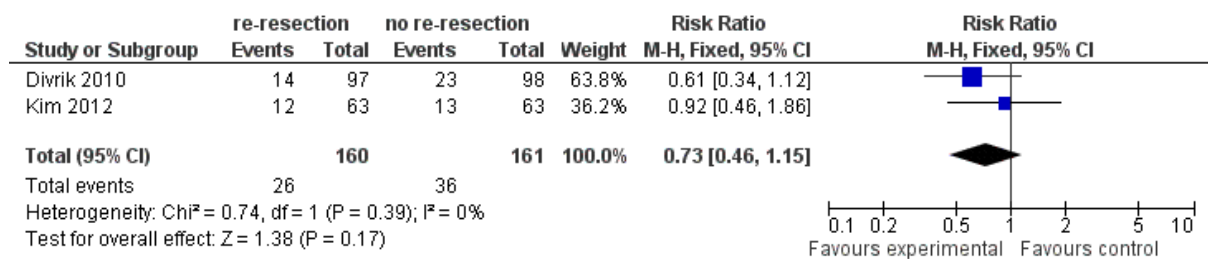 re-resection no re-resection Risk Ratio Risk Ratio
Study or Subgroup Events Total Events Total Weight M-H, Fixed, 95% CI M-H, Fixed, 95% CI
Divrik 2010 14 97 23 98 63.8% 0.61 [0.34, 1.12]
Kim 2012 12 63 13 63 36.2% 0.92 [0.46, 1.86]
Total (95% CI) 160 161 100.0% 0.73 [0.46, 1.15]
Total events 26 36
Heterogeneity: Chi² = 0.74, df = 1 (P = 0.39); I² = 0%
Test for overall effect: Z = 1.38 (P = 0.17)
0.1 0.2 0.5 1 2 5 10
Favours experimental Favours control